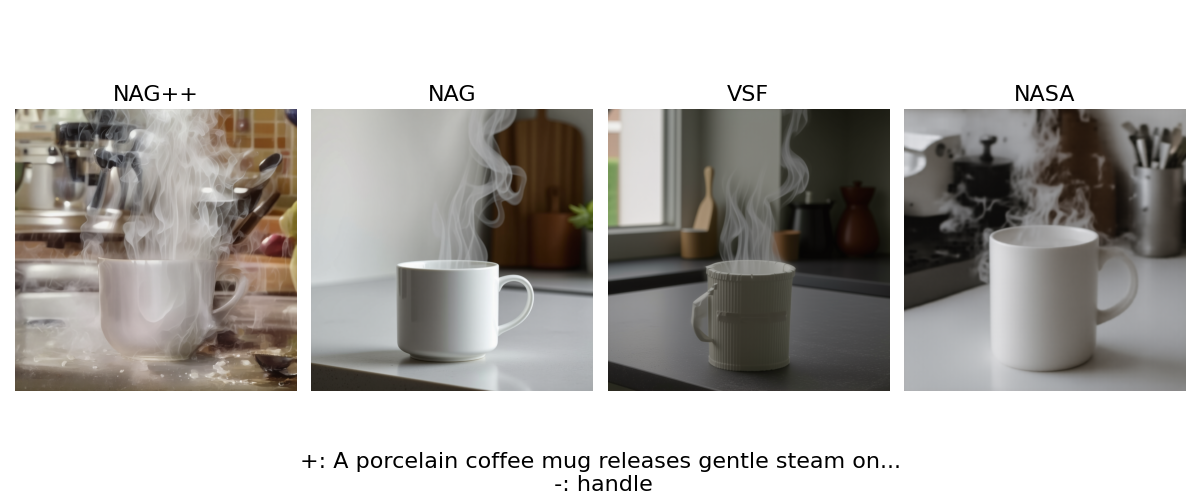 NAG++ NAG VSF NASA
+: A porcelain coffee mug releases gentle steam on...
-: handle